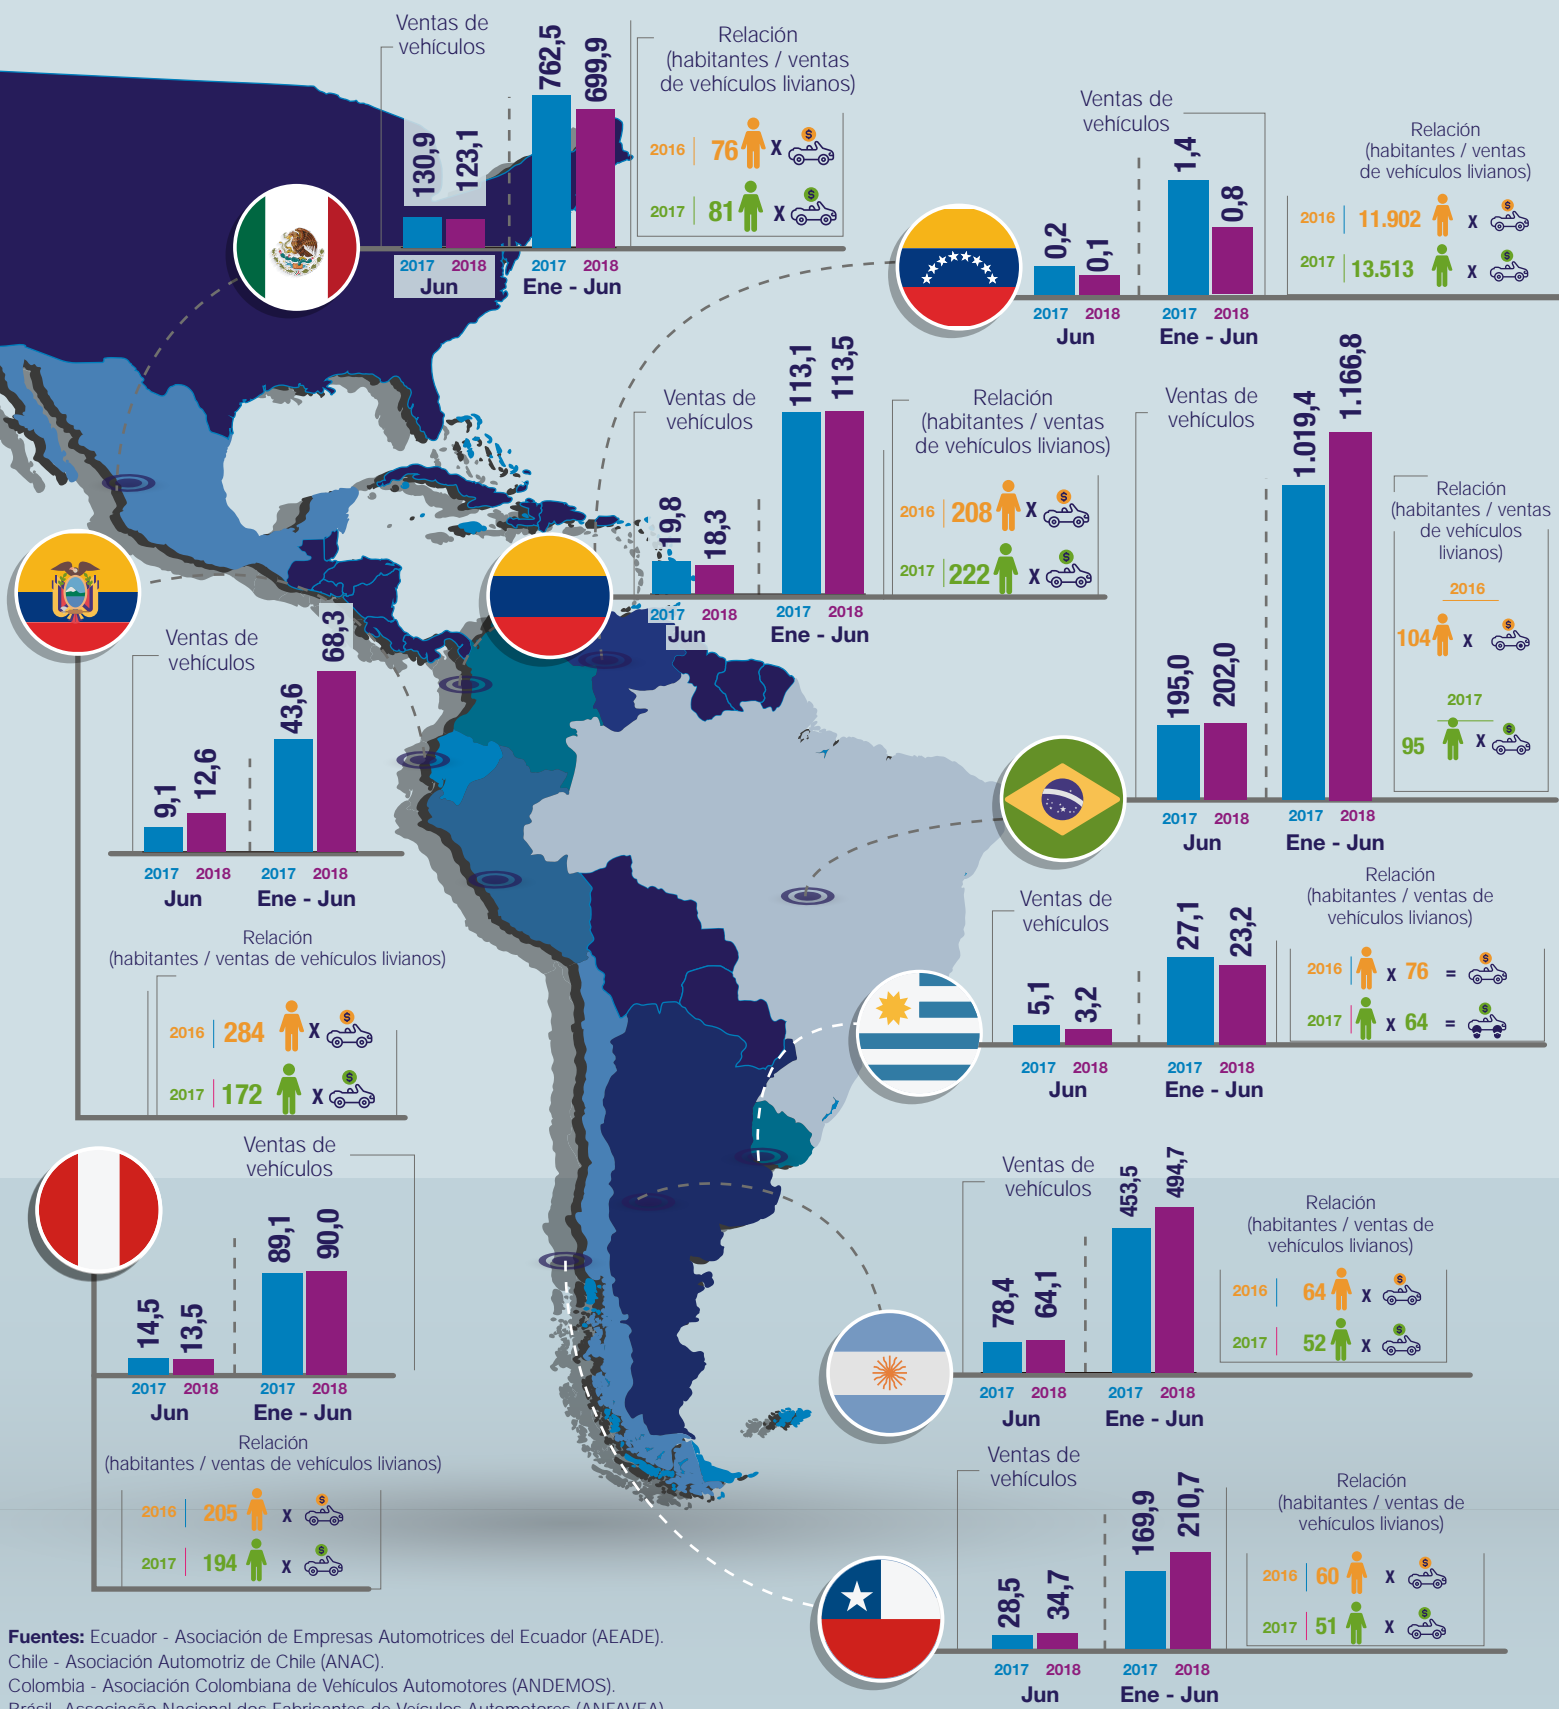 Ventas de
vehículos
130,9
123,1
762,5
699,9
2017 2018
Jun
2017 2018
Ene - Jun
Relación
(habitantes / ventas
de vehículos livianos)
2016 76 X $
2017 81 X $
Ventas de
vehículos
0,2
0,1
1,4
0,8
2017 2018
Jun
2017 2018
Ene - Jun
Relación
(habitantes / ventas
de vehículos livianos)
2016 11.902 X $
2017 13.513 X $
Ventas de
vehículos
19,8
18,3
113,1
113,5
2017 2018
Jun
2017 2018
Ene - Jun
Relación
(habitantes / ventas
de vehículos livianos)
2016 208 X $
2017 222 X $
Ventas de
vehículos
195,0
202,0
1.019,4
1.166,8
2017 2018
Jun
2017 2018
Ene - Jun
Relación
(habitantes / ventas
de vehículos
livianos)
2016
104 X $
2017
95 X $
Ventas de
vehículos
9,1
12,6
43,6
68,3
2017 2018
Jun
2017 2018
Ene - Jun
Relación
(habitantes / ventas de vehículos livianos)
2016 284 X $
2017 172 X $
Ventas de
vehículos
5,1
3,2
27,1
23,2
2017 2018
Jun
2017 2018
Ene - Jun
Relación
(habitantes / ventas de
vehículos livianos)
2016 X 76 = $
2017 X 64 = $
Ventas de
vehículos
14,5
13,5
89,1
90,0
2017 2018
Jun
2017 2018
Ene - Jun
Relación
(habitantes / ventas de vehículos livianos)
2016 205 X $
2017 194 X $
Ventas de
vehículos
78,4
64,1
453,5
494,7
2017 2018
Jun
2017 2018
Ene - Jun
Relación
(habitantes / ventas de
vehículos livianos)
2016 64 X $
2017 52 X $
Ventas de
vehículos
28,5
34,7
169,9
210,7
2017 2018
Jun
2017 2018
Ene - Jun
Relación
(habitantes / ventas de
vehículos livianos)
2016 60 X $
2017 51 X $
Fuentes: Ecuador - Asociación de Empresas Automotrices del Ecuador (AEADE).
Chile - Asociación Automotriz de Chile (ANAC).
Colombia - Asociación Colombiana de Vehículos Automotores (ANDEMOS).
Brásil- Associação Nacional dos Fabricantes de Veículos Automotores (ANFAVEA)